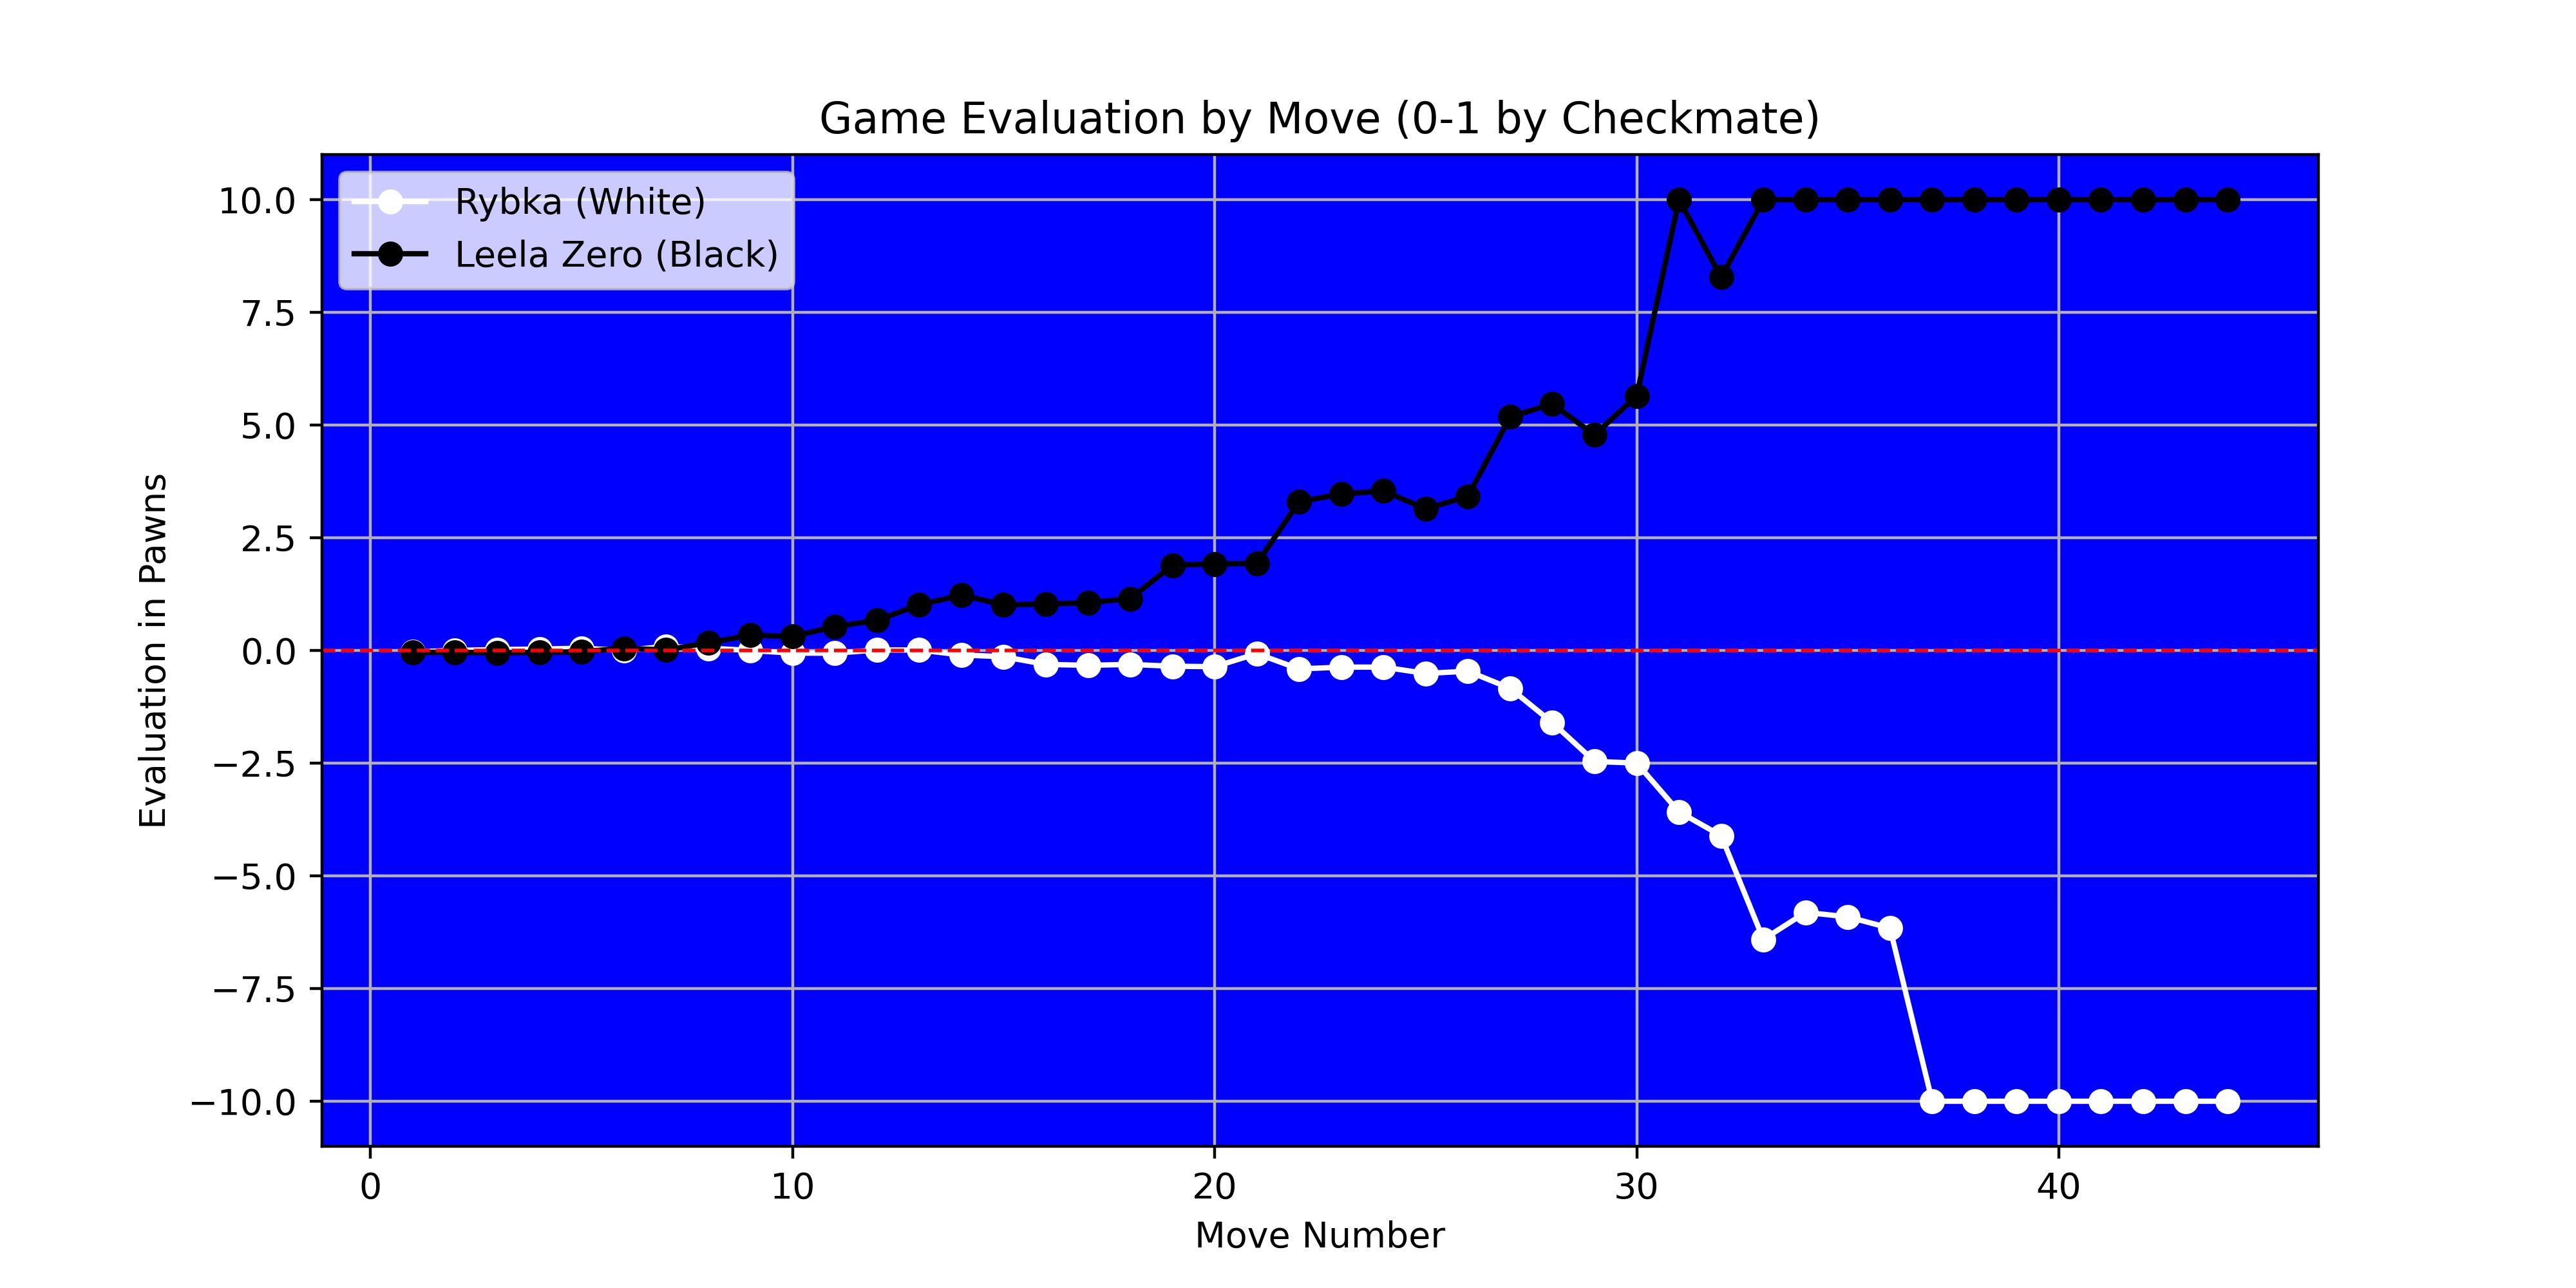 Game Evaluation by Move (0-1 by Checkmate)
Rybka (White)
Leela Zero (Black)
Evaluation in Pawns
10.0
7.5
5.0
2.5
0.0
−2.5
−5.0
−7.5
−10.0
0
10
20
30
40
Move Number